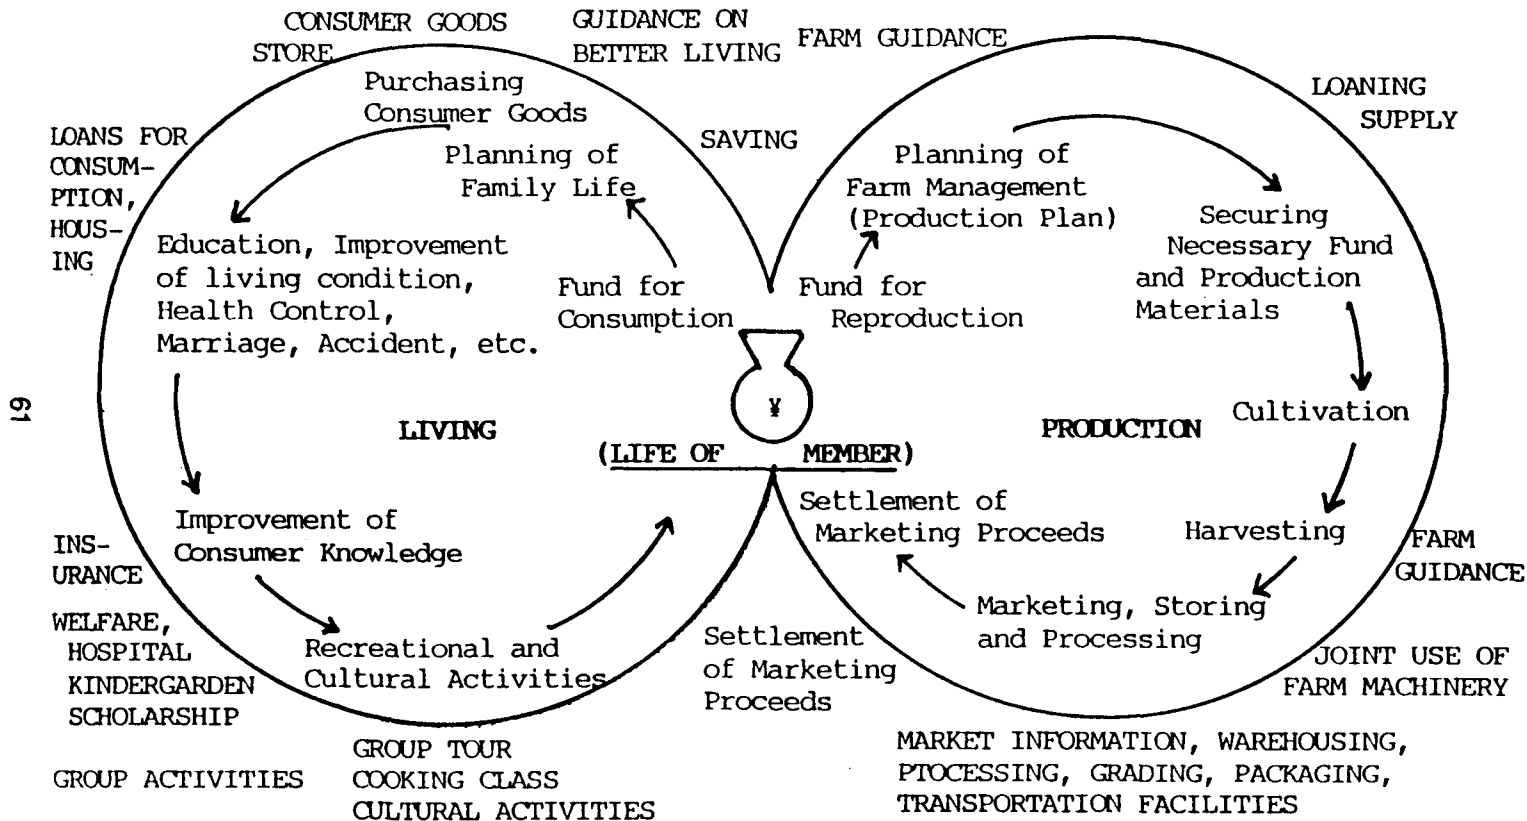 CONSUMER GOODS
STORE
GUIDANCE ON
BETTER LIVING
FARM GUIDANCE
LOANING
SUPPLY
LOANS FOR
CONSUM-
PTION,
HOUS-
ING
SAVING
Purchasing
Consumer Goods
Planning of
Family Life
Education, Improvement
of living condition,
Health Control,
Marriage, Accident, etc.
Fund for
Consumption
Planning of
Farm Management
(Production Plan)
Fund for
Reproduction
Securing
Necessary Fund
and Production
Materials
¥
61
LIVING
PRODUCTION
Cultivation
(LIFE OF MEMBER)
Improvement of
Consumer Knowledge
Settlement of
Marketing Proceeds
Harvesting
INS-
URANCE
FARM
GUIDANCE
Recreational and
Cultural Activities
Marketing, Storing
and Processing
WELFARE,
HOSPITAL
KINDERGARDEN
SCHOLARSHIP
Settlement
of Marketing
Proceeds
JOINT USE OF
FARM MACHINERY
GROUP ACTIVITIES
GROUP TOUR
COOKING CLASS
CULTURAL ACTIVITIES
MARKET INFORMATION, WAREHOUSING,
PTOCESSING, GRADING, PACKAGING,
TRANSPORTATION FACILITIES